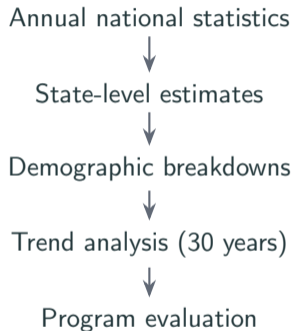 Annual national statistics
State-level estimates
Demographic breakdowns
Trend analysis (30 years)
Program evaluation